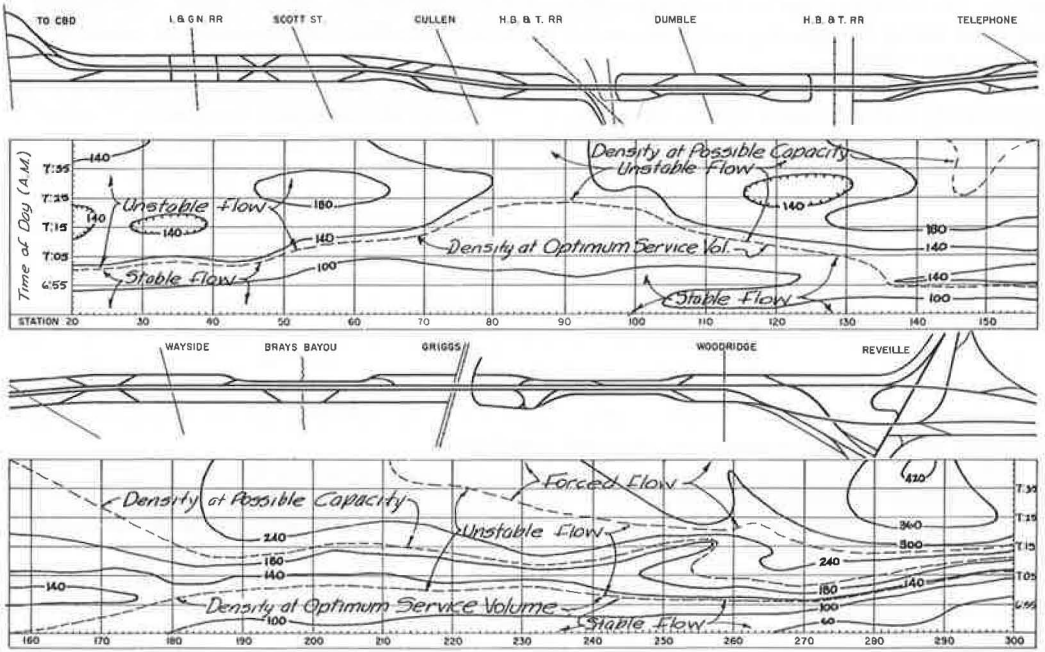 TO CBD I. & G.N. RR SCOTT ST. CULLEN H.B. & T. RR DUMBLE H.B. & T. RR TELEPHONE
Time of Day (A.M.)
7:35
7:25
7:15
7:05
6:55
140
140
140
Unstable Flow
180
140
100
Stable Flow
Density at Possible Capacity
Unstable Flow
140
180
140
Density at Optimum Service Vol.
140
100
Stable Flow
STATION 20 30 40 50 60 70 80 90 100 110 120 130 140 150
WAYSIDE BRAYS BAYOU GRIGGS WOODRIDGE REVEILLE
420
Forced Flow
Density at Possible Capacity
Unstable Flow
240
180
140
140
360
300
240
180
140
100
60
Density at Optimum Service Volume
100
Stable Flow
7:35
7:25
7:15
7:05
6:55
160 170 180 190 200 210 220 230 240 250 260 270 280 290 300